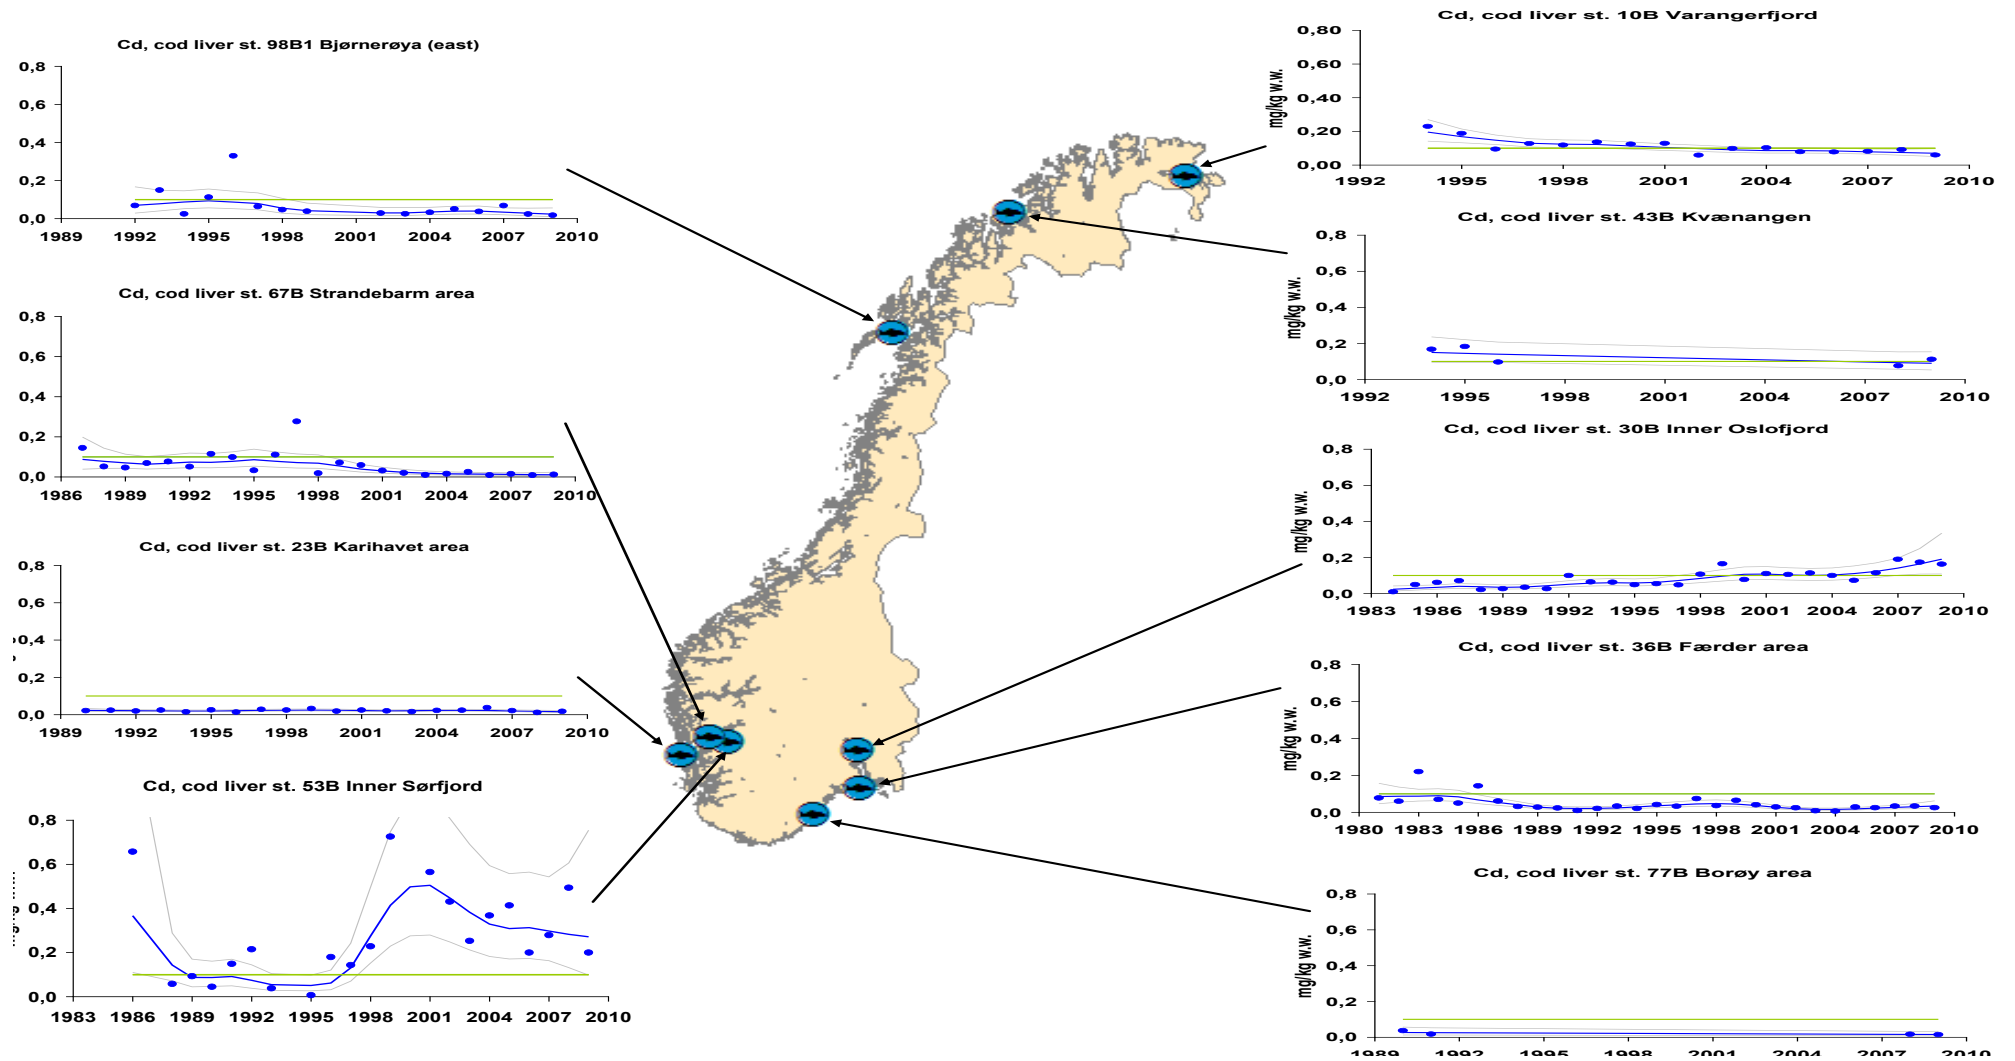 Cd, cod liver st. 98B1 Bjørnerøya (east)
0,8
0,6
0,4
0,2
0,0
1989 1992 1995 1998 2001 2004 2007 2010
Cd, cod liver st. 67B Strandebarm area
0,8
0,6
0,4
0,2
0,0
1986 1989 1992 1995 1998 2001 2004 2007 2010
Cd, cod liver st. 23B Karihavet area
0,8
0,6
0,4
0,2
0,0
1989 1992 1995 1998 2001 2004 2007 2010
Cd, cod liver st. 53B Inner Sørfjord
0,8
0,6
0,4
0,2
0,0
1983 1986 1989 1992 1995 1998 2001 2004 2007 2010
Cd, cod liver st. 10B Varangerfjord
mg/kg w.w.
0,80
0,60
0,40
0,20
0,00
1992 1995 1998 2001 2004 2007 2010
Cd, cod liver st. 43B Kvænangen
mg/kg w.w.
0,8
0,6
0,4
0,2
0,0
1992 1995 1998 2001 2004 2007 2010
Cd, cod liver st. 30B Inner Oslofjord
mg/kg w.w.
0,8
0,6
0,4
0,2
0,0
1983 1986 1989 1992 1995 1998 2001 2004 2007 2010
Cd, cod liver st. 36B Færder area
mg/kg w.w.
0,8
0,6
0,4
0,2
0,0
1980 1983 1986 1989 1992 1995 1998 2001 2004 2007 2010
Cd, cod liver st. 77B Borøy area
mg/kg w.w.
0,8
0,6
0,4
0,2
0,0
1989 1992 1995 1998 2001 2004 2007 2010